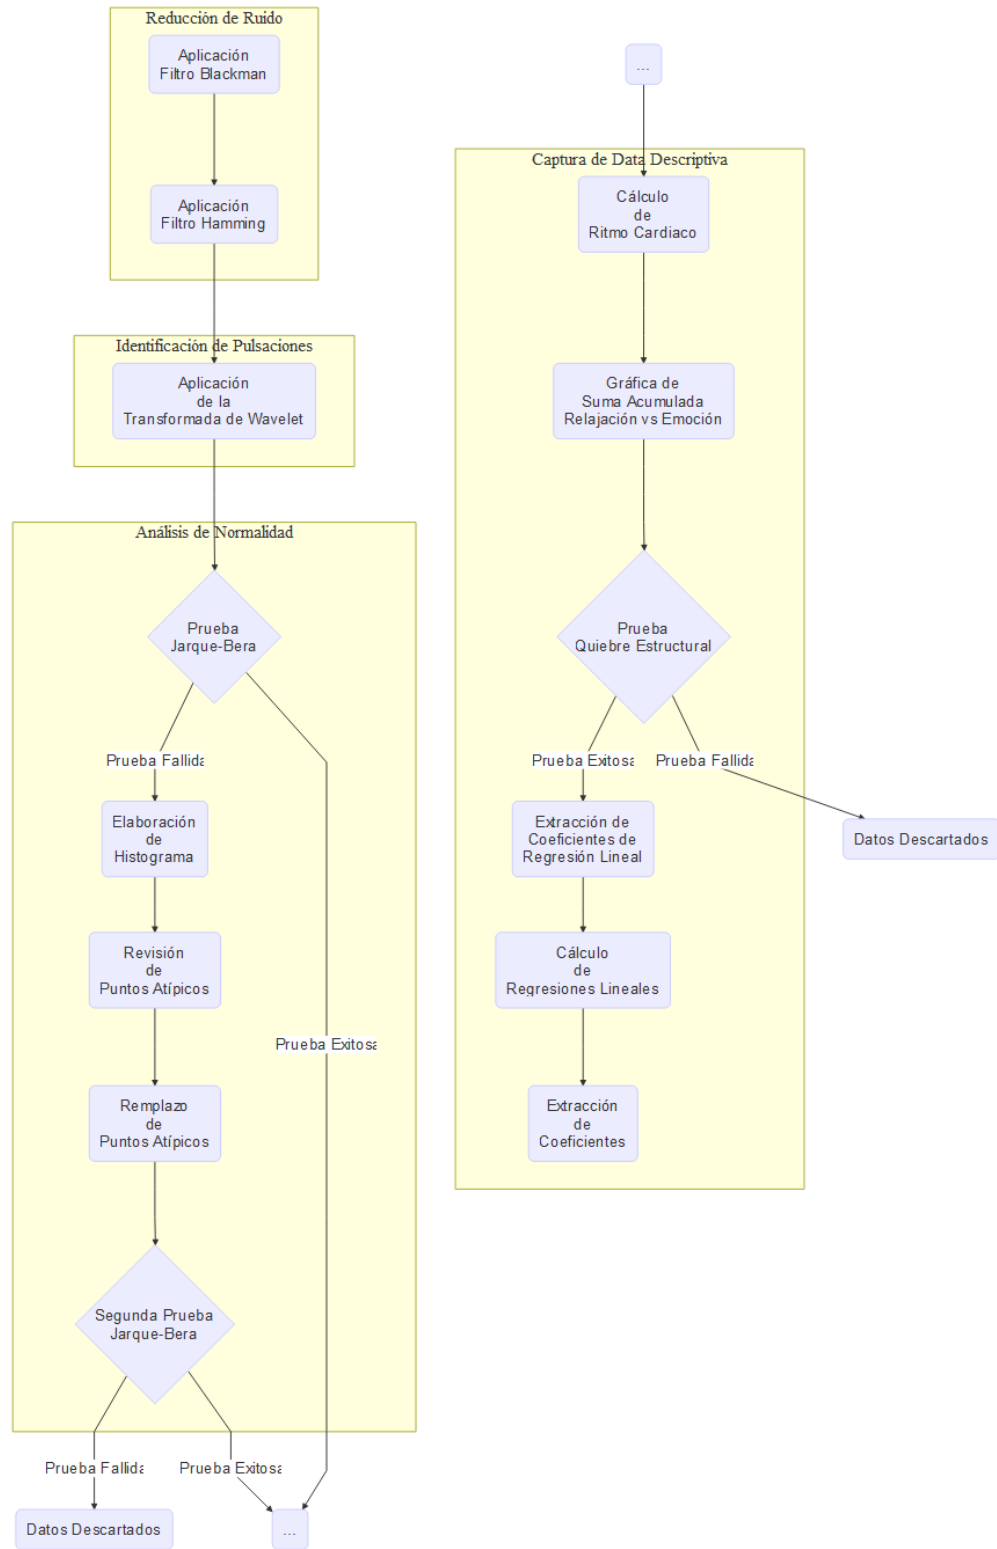 Reducción de Ruido
Aplicación
Filtro Blackman
Aplicación
Filtro Hamming
Identificación de Pulsaciones
Aplicación
de la
Transformada de Wavelet
Análisis de Normalidad
Prueba
Jarque-Bera
Prueba Fallida
Elaboración
de
Histograma
Revisión
de
Puntos Atípicos
Prueba Exitosa
Remplazo
de
Puntos Atípicos
Segunda Prueba
Jarque-Bera
Prueba Fallida
Prueba Exitosa
Datos Descartados
...
...
Captura de Data Descriptiva
Cálculo
de
Ritmo Cardiaco
Gráfica de
Suma Acumulada
Relajación vs Emoción
Prueba
Quiebre Estructural
Prueba Exitosa
Prueba Fallida
Extracción de
Coeficientes de
Regresión Lineal
Datos Descartados
Cálculo
de
Regresiones Lineales
Extracción
de
Coeficientes